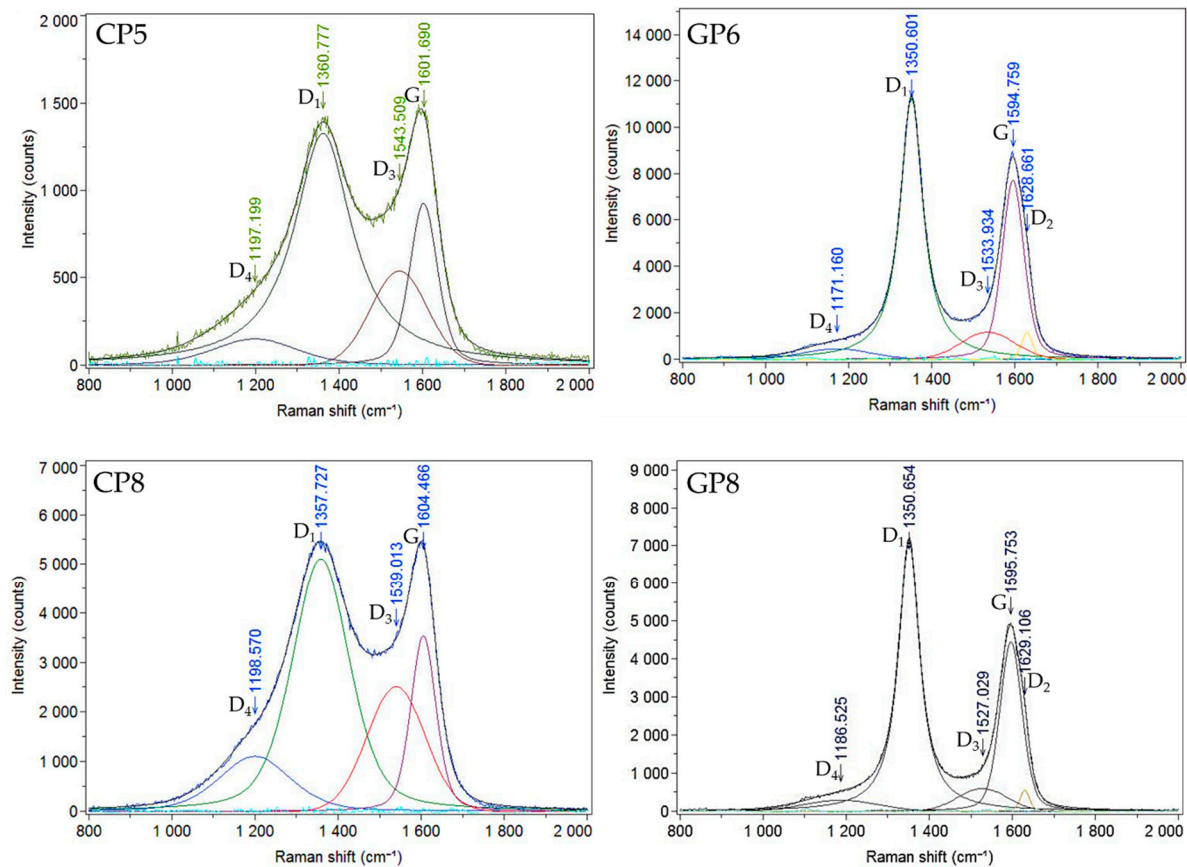 CP5
2 000
1 500
1 000
500
0
Intensity (counts)
D4
1197.199
D1
1360.777
D3
1543.509
G
1601.690
800
1 000
1 200
1 400
1 600
1 800
2 000
Raman shift (cm⁻¹)
GP6
14 000
12 000
10 000
8 000
6 000
4 000
2 000
0
Intensity (counts)
D4
1171.160
D1
1350.601
D3
1533.934
G
1594.759
1628.661
D2
800
1 000
1 200
1 400
1 600
1 800
2 000
Raman shift (cm⁻¹)
CP8
7 000
6 000
5 000
4 000
3 000
2 000
1 000
0
Intensity (counts)
D4
1198.570
D1
1357.727
D3
1539.013
G
1604.466
800
1 000
1 200
1 400
1 600
1 800
2 000
Raman shift (cm⁻¹)
GP8
9 000
8 000
7 000
6 000
5 000
4 000
3 000
2 000
1 000
0
Intensity (counts)
D4
1186.525
D1
1350.654
D3
1527.029
G
1595.753
1629.106
D2
800
1 000
1 200
1 400
1 600
1 800
2 000
Raman shift (cm⁻¹)